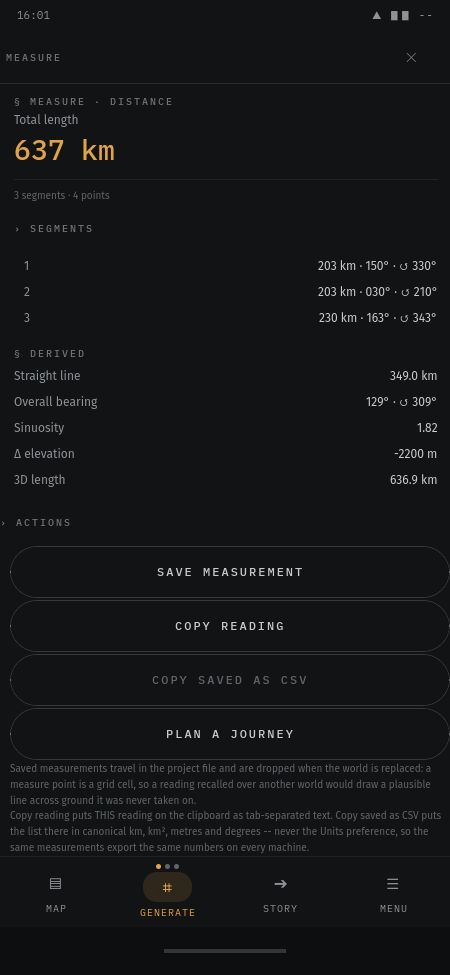 16:01
--
MEASURE
§ MEASURE · DISTANCE
Total length
637 km
3 segments · 4 points
› SEGMENTS
1 203 km · 150° · ↺ 330°
2 203 km · 030° · ↺ 210°
3 230 km · 163° · ↺ 343°
§ DERIVED
Straight line 349.0 km
Overall bearing 129° · ↺ 309°
Sinuosity 1.82
Δ elevation -2200 m
3D length 636.9 km
› ACTIONS
SAVE MEASUREMENT
COPY READING
COPY SAVED AS CSV
PLAN A JOURNEY
Saved measurements travel in the project file and are dropped when the world is replaced: a
measure point is a grid cell, so a reading recalled over another world would draw a plausible
line across ground it was never taken on.
Copy reading puts THIS reading on the clipboard as tab-separated text. Copy saved as CSV puts
the list there in canonical km, km², metres and degrees -- never the Units preference, so the
same measurements export the same numbers on every machine.
MAP GENERATE STORY MENU